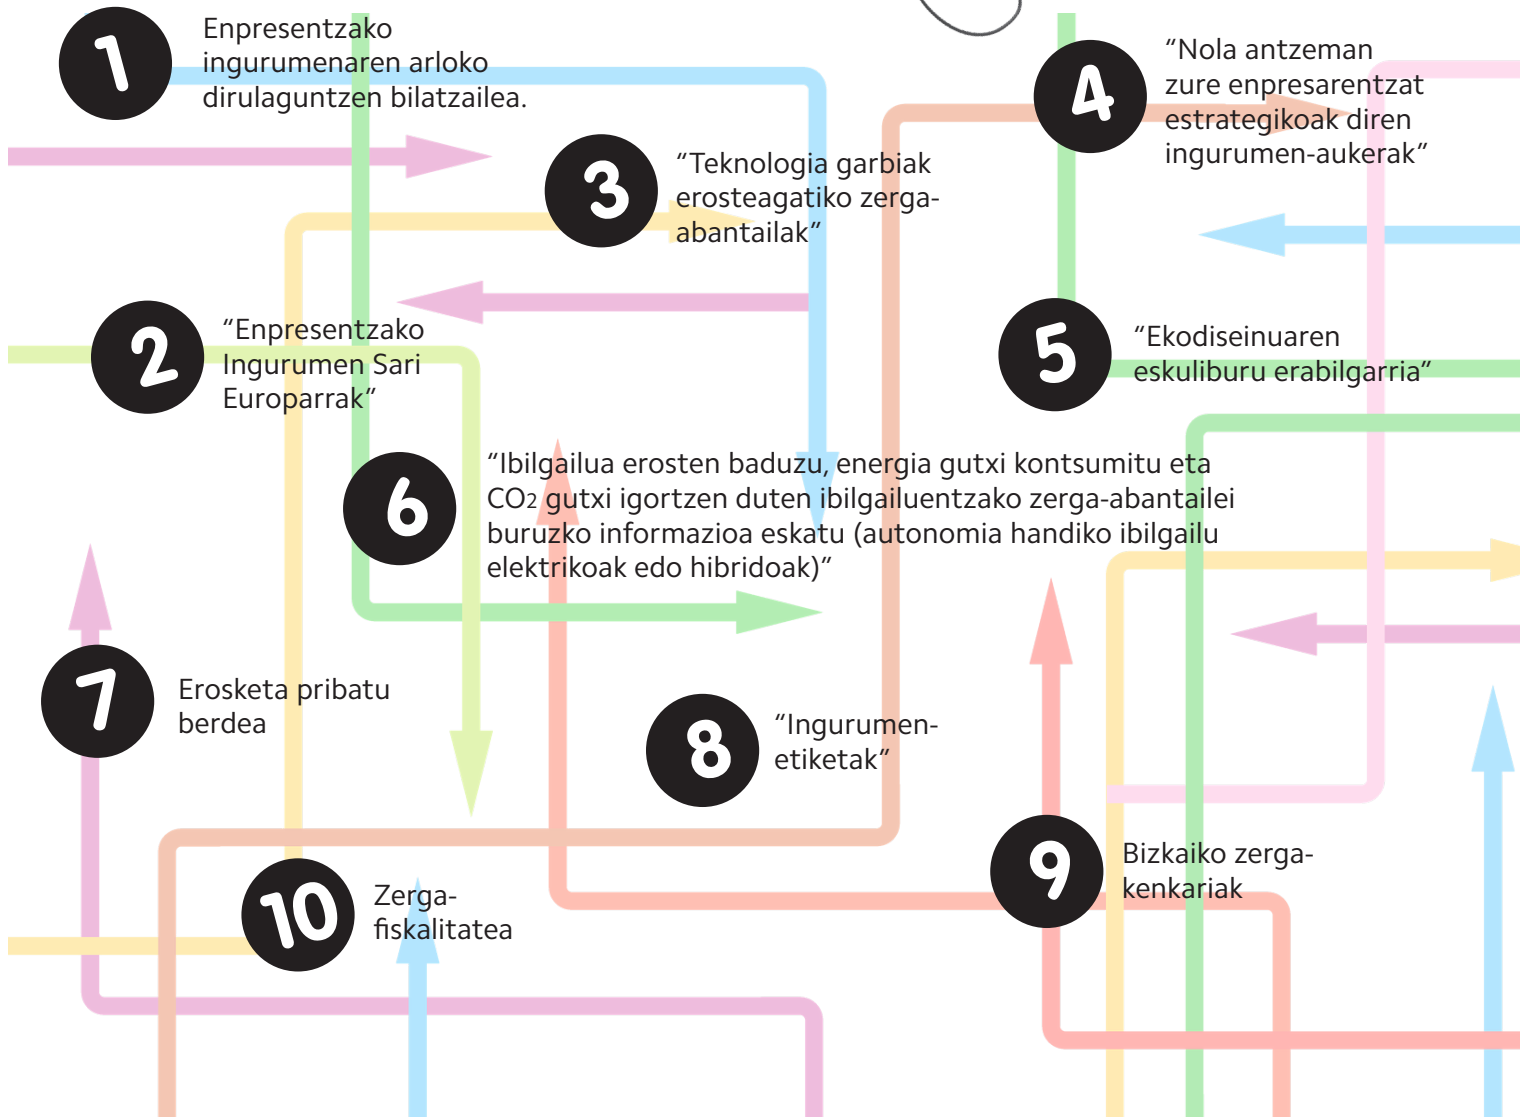 1
Enpresentzako
ingurumenaren arloko
dirulaguntzen bilatzailea.
2
“Enpresentzako
Ingurumen Sari
Europarrak”
3
“Teknologia garbiak
erosteagatiko zerga-
abantailak”
4
“Nola antzeman
zure enpresarentzat
estrategikoak diren
ingurumen-aukerak”
5
“Ekodiseinuaren
eskuliburu erabilgarria”
6
“Ibilgailua erosten baduzu, energia gutxi kontsumitu eta
CO2 gutxi igortzen duten ibilgailuentzako zerga-abantailei
buruzko informazioa eskatu (autonomia handiko ibilgailu
elektrikoak edo hibridoak)”
7
Erosketa pribatu
berdea
8
“Ingurumen-
etiketak”
9
Bizkaiko zerga-
kenkariak
10
Zerga-
fiskalitatea